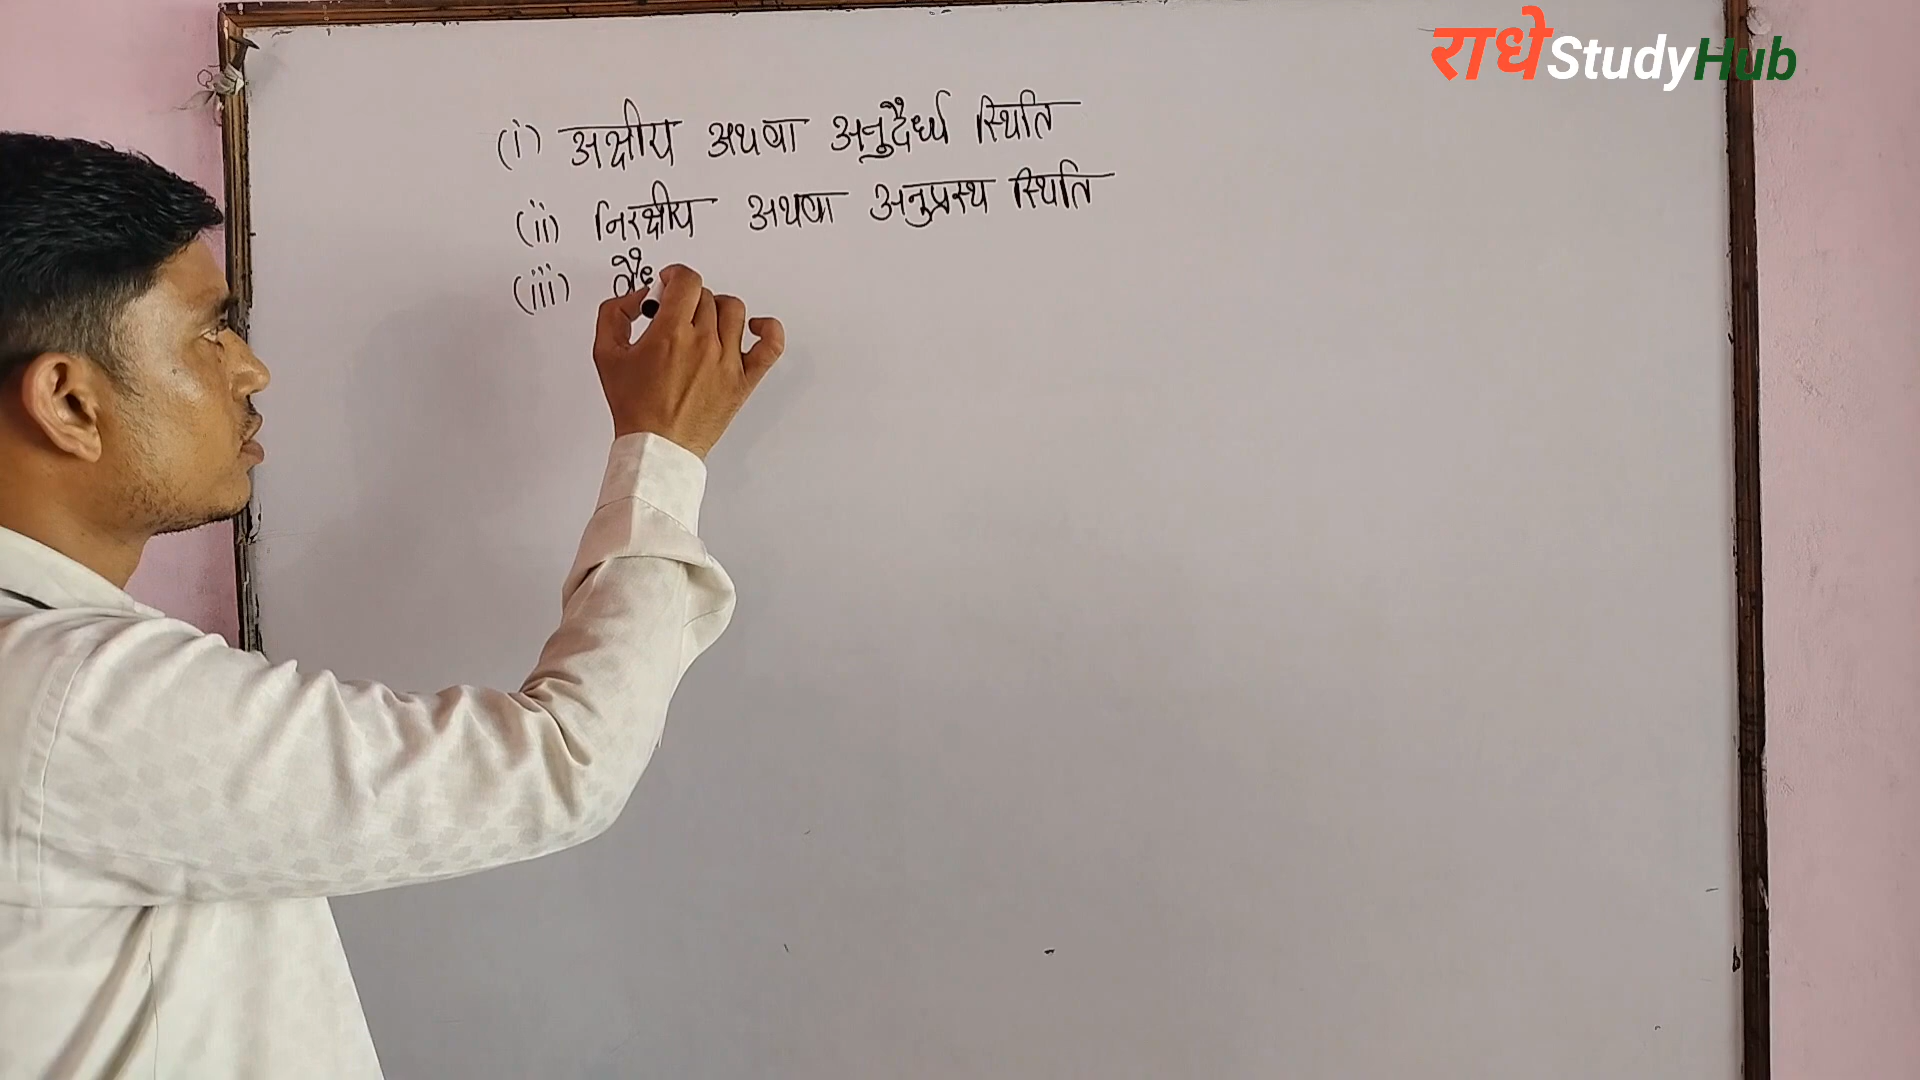 राधे StudyHub
(i) अक्षीय अथवा अनुदैर्ध्य स्थिति
(ii) निरक्षीय अथवा अनुप्रस्थ स्थिति
(iii)